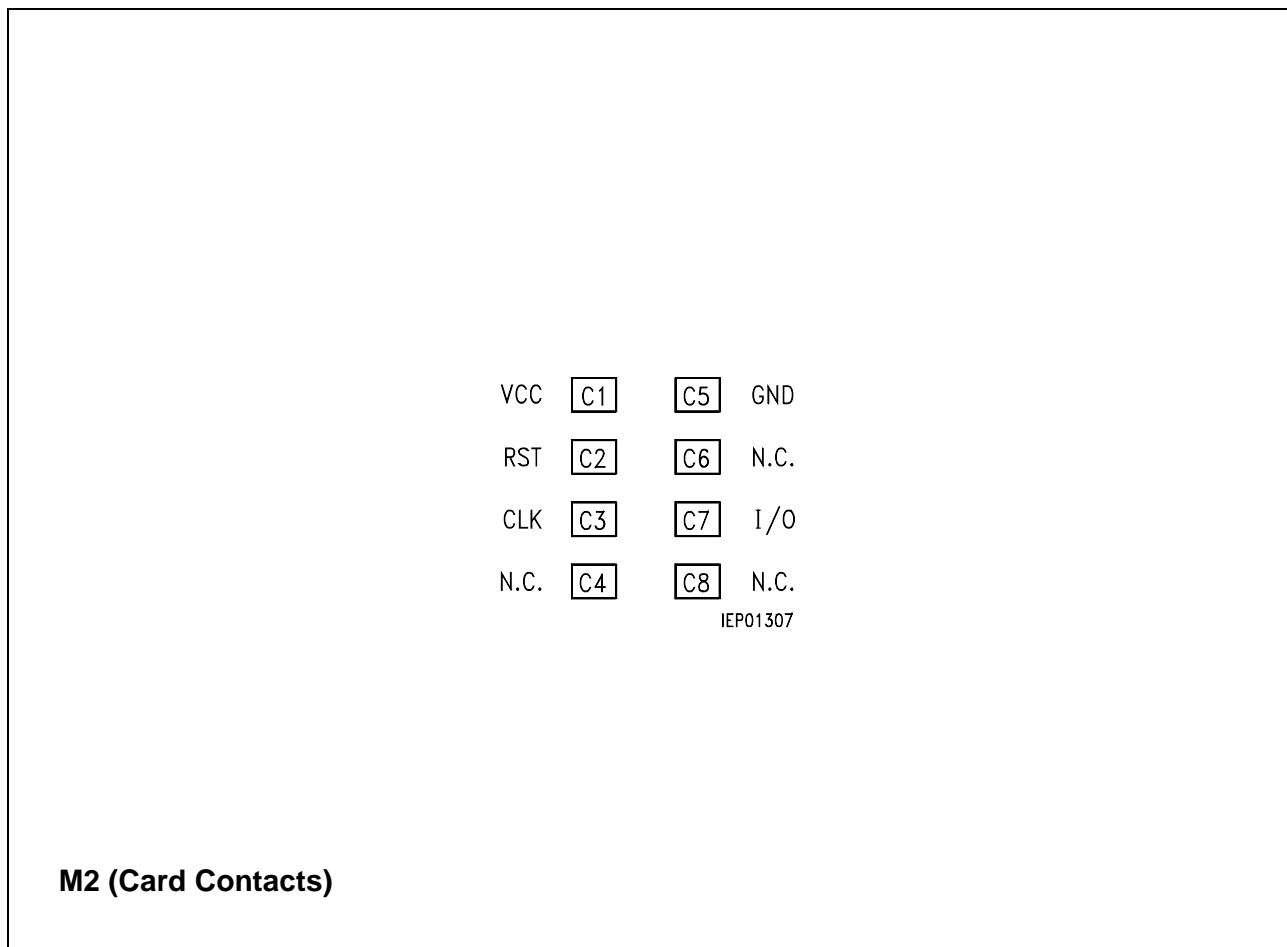 VCC C1 C5 GND
RST C2 C6 N.C.
CLK C3 C7 I/O
N.C. C4 C8 N.C.
IEP01307
M2 (Card Contacts)